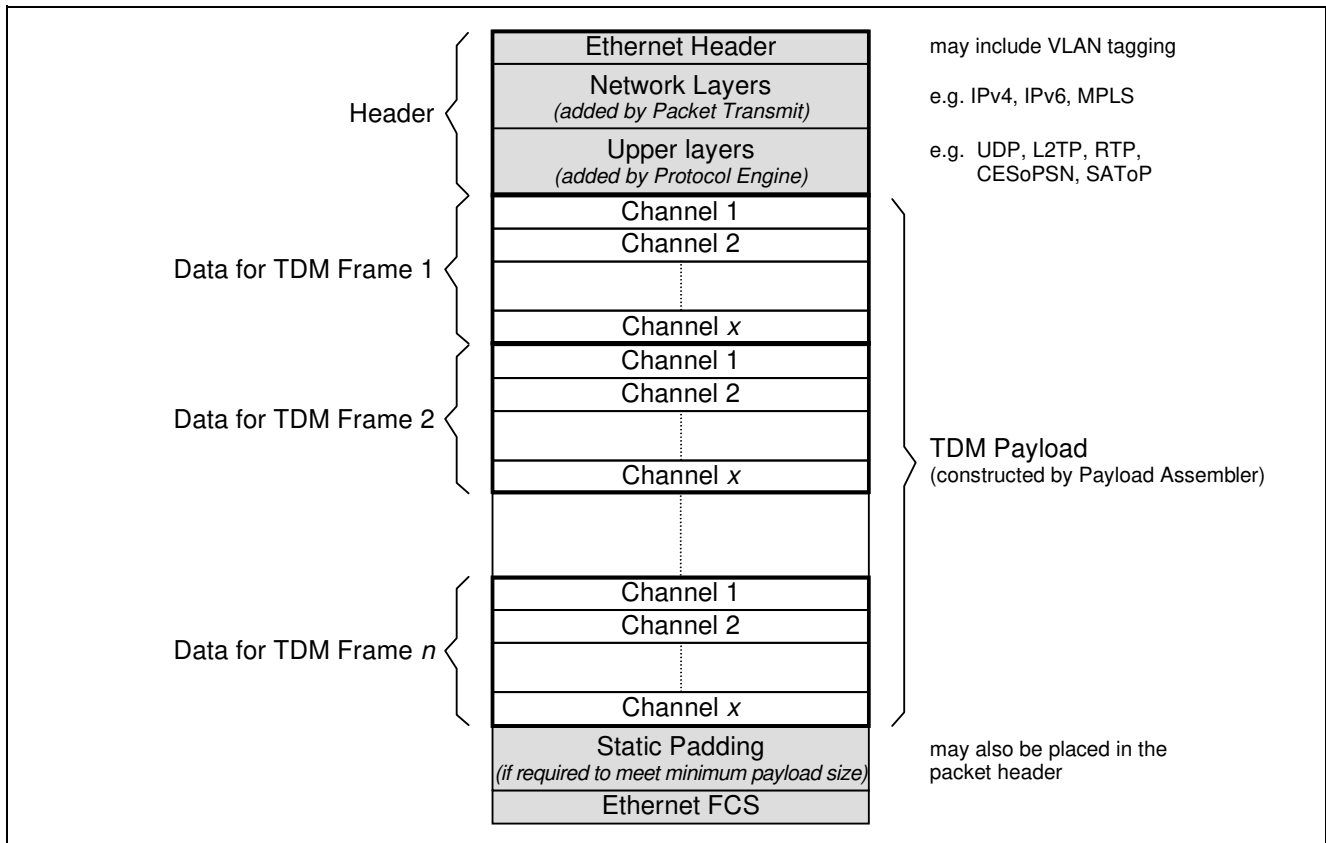 Ethernet Header
may include VLAN tagging
Header
Network Layers
(added by Packet Transmit)
e.g. IPv4, IPv6, MPLS
Upper layers
(added by Protocol Engine)
e.g. UDP, L2TP, RTP,
CESoPSN, SAToP
Data for TDM Frame 1
Channel 1
Channel 2
Channel x
Data for TDM Frame 2
Channel 1
Channel 2
Channel x
TDM Payload
(constructed by Payload Assembler)
Data for TDM Frame n
Channel 1
Channel 2
Channel x
Static Padding
(if required to meet minimum payload size)
may also be placed in the
packet header
Ethernet FCS